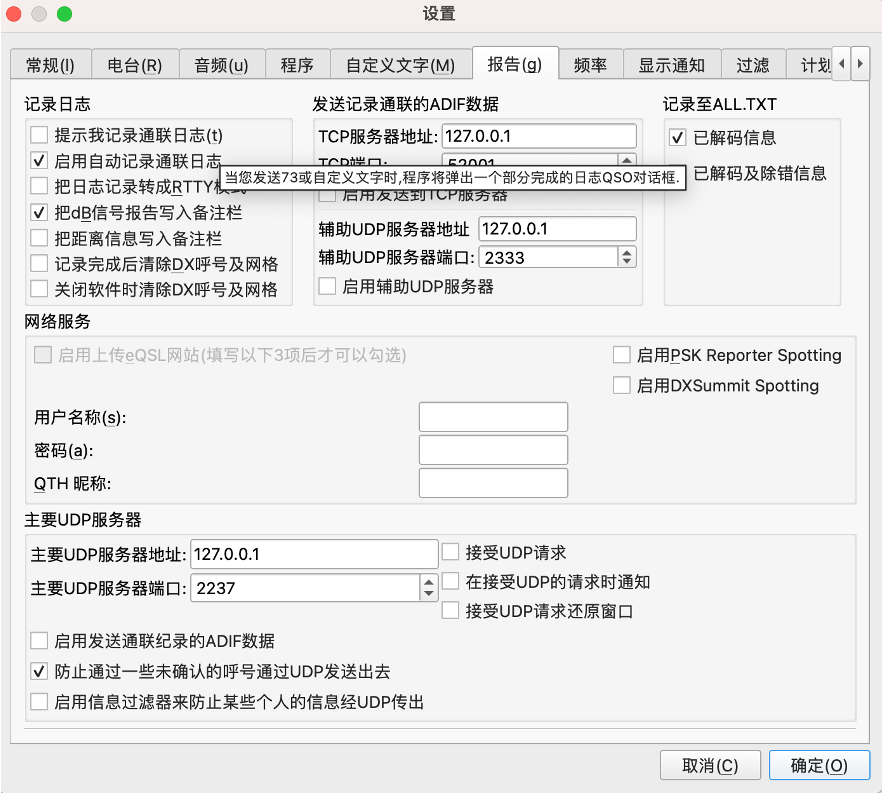 设置
常规(I)
电台(R)
音频(u)
程序
自定义文字(M)
报告(g)
频率
显示通知
过滤
计划
记录日志
提示我记录通联日志(t)
启用自动记录通联日志
把日志记录转成RTTY模式
把dB信号报告写入备注栏
把距离信息写入备注栏
记录完成后清除DX呼号及网格
关闭软件时清除DX呼号及网格
发送记录通联的ADIF数据
TCP服务器地址: 127.0.0.1
TCP端口: 52001
当您发送73或自定义文字时,程序将弹出一个部分完成的日志QSO对话框.
启用发送到TCP服务器
辅助UDP服务器地址 127.0.0.1
辅助UDP服务器端口: 2333
启用辅助UDP服务器
记录至ALL.TXT
已解码信息
已解码及除错信息
网络服务
启用上传eQSL网站(填写以下3项后才可以勾选)
启用PSK Reporter Spotting
启用DXSummit Spotting
用户名称(s):
密码(a):
QTH 昵称:
主要UDP服务器
主要UDP服务器地址: 127.0.0.1
主要UDP服务器端口: 2237
接受UDP请求
在接受UDP的请求时通知
接受UDP请求还原窗口
启用发送通联纪录的ADIF数据
防止通过一些未确认的呼号通过UDP发送出去
启用信息过滤器来防止某些个人的信息经UDP传出
取消(C)
确定(O)